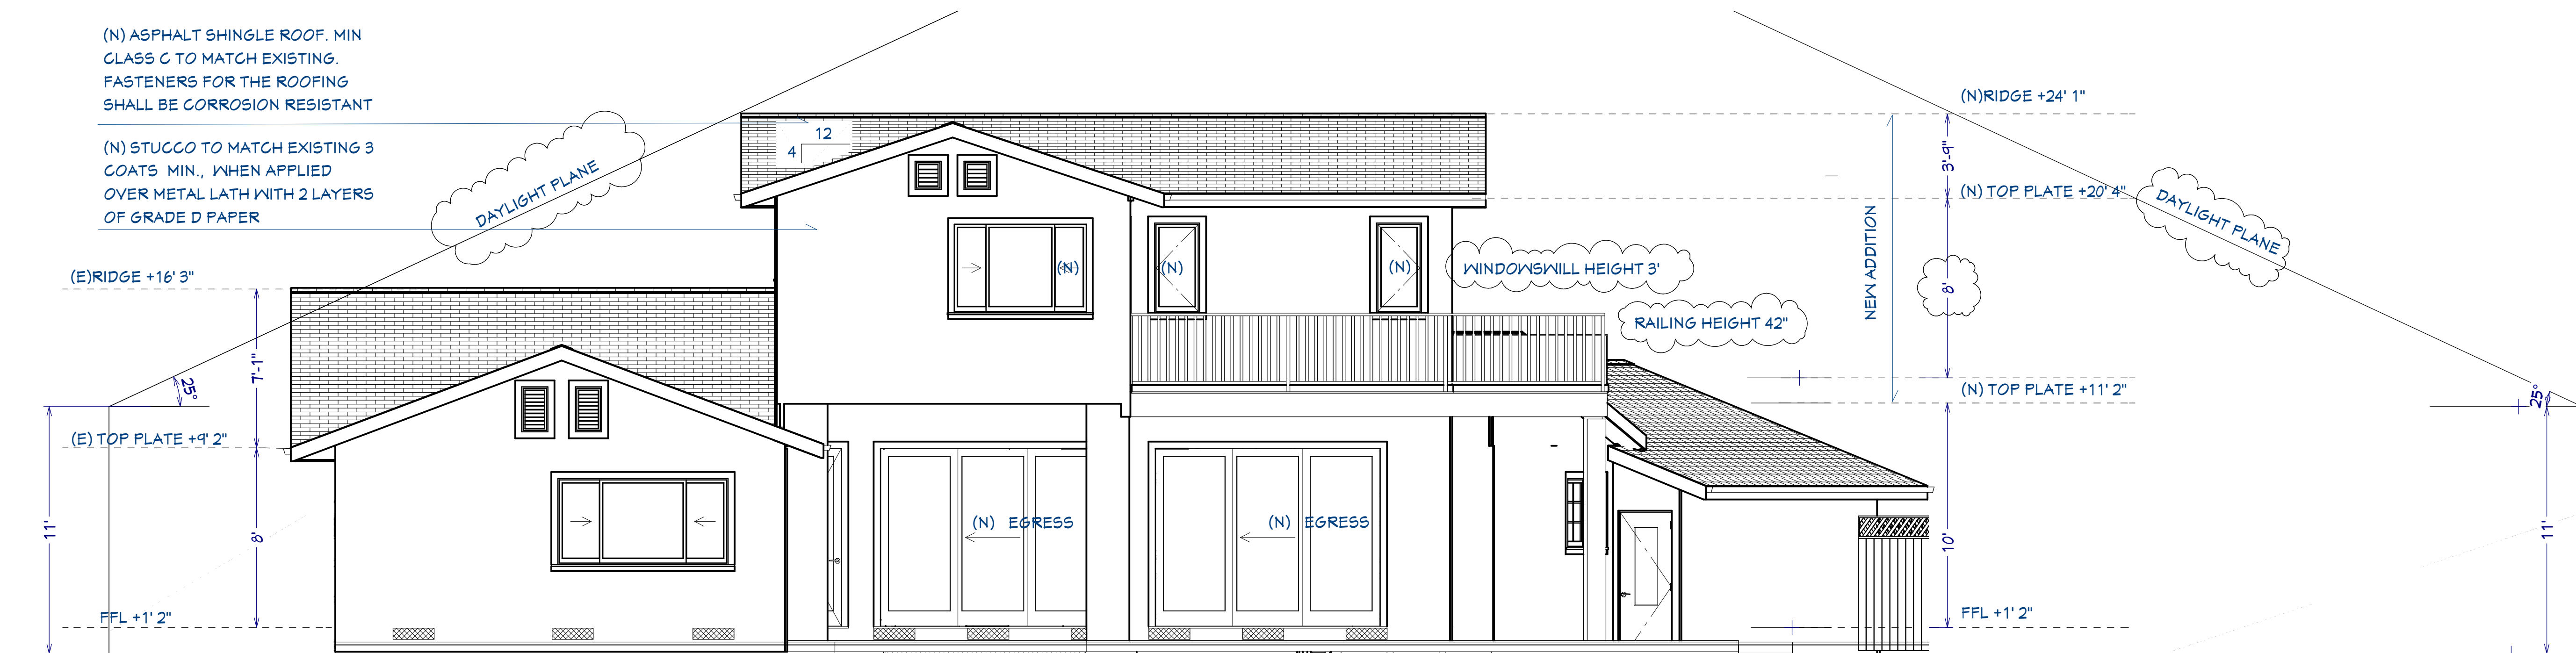 (N) ASPHALT SHINGLE ROOF. MIN
CLASS C TO MATCH EXISTING.
FASTENERS FOR THE ROOFING
SHALL BE CORROSION RESISTANT
(N) STUCCO TO MATCH EXISTING 3
COATS MIN., WHEN APPLIED
OVER METAL LATH WITH 2 LAYERS
OF GRADE D PAPER
DAYLIGHT PLANE
(E)RIDGE +16' 3"
7'-1"
25°
(E) TOP PLATE +9' 2"
11'
8'
FFL +1' 2"
12
4
(N)
(N)
(N)
WINDOWSWILL HEIGHT 3'
RAILING HEIGHT 42"
(N) EGRESS
(N) EGRESS
NEW ADDITION
(N)RIDGE +24' 1"
3'-9"
(N) TOP PLATE +20' 4"
DAYLIGHT PLANE
8'
(N) TOP PLATE +11' 2"
10'
FFL +1' 2"
25°
11'